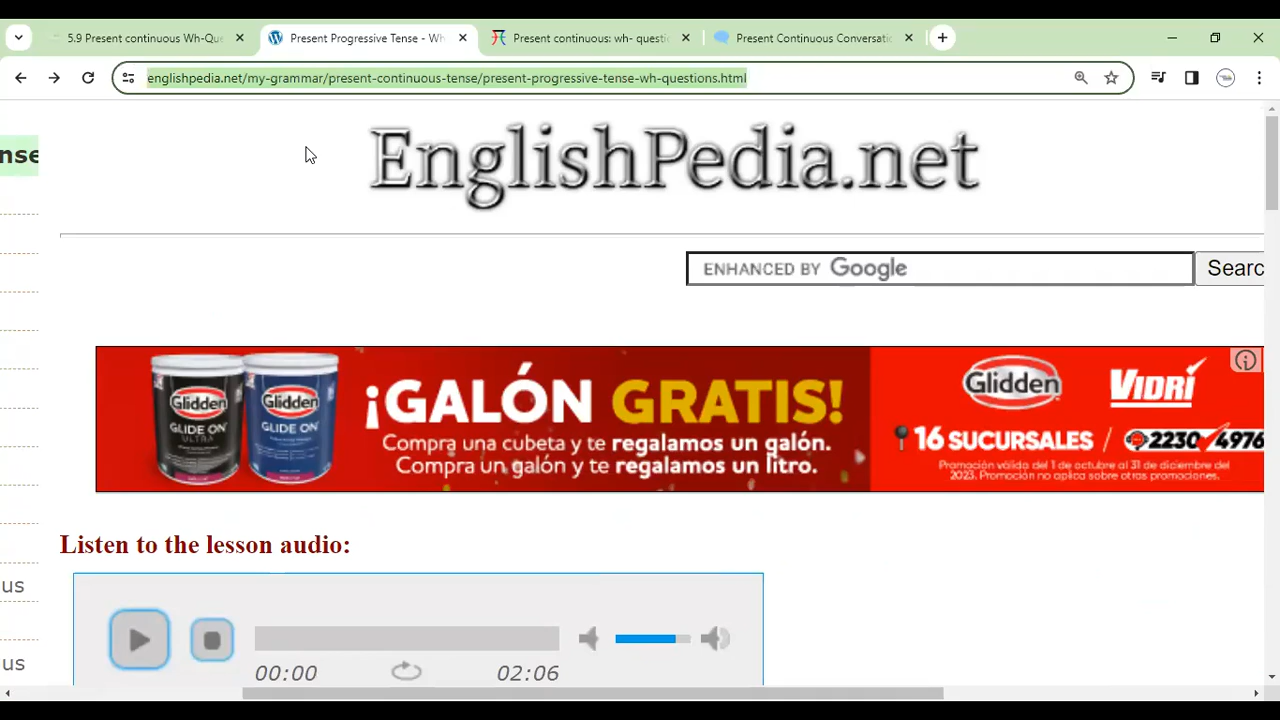 5.9 Present continuous Wh-Que
Present Progressive Tense - Wh
Present continuous: wh- questi
Present Continuous Conversatio
englishpedia.net/my-grammar/present-continuous-tense/present-progressive-tense-wh-questions.html
EnglishPedia.net
nse
ENHANCED BY Google
Searc
Glidden
GLIDE ON
ULTRA
Glidden
GLIDE ON
¡GALÓN GRATIS!
Compra una cubeta y te regalamos un galón.
Compra un galón y te regalamos un litro.
Glidden
VIDRÍ
16 SUCURSALES / 2230 4976
Promoción válida del 1 de octubre al 31 de diciembre del
2023. Promoción no aplica sobre otras promociones.
Listen to the lesson audio:
us
00:00
02:06
us